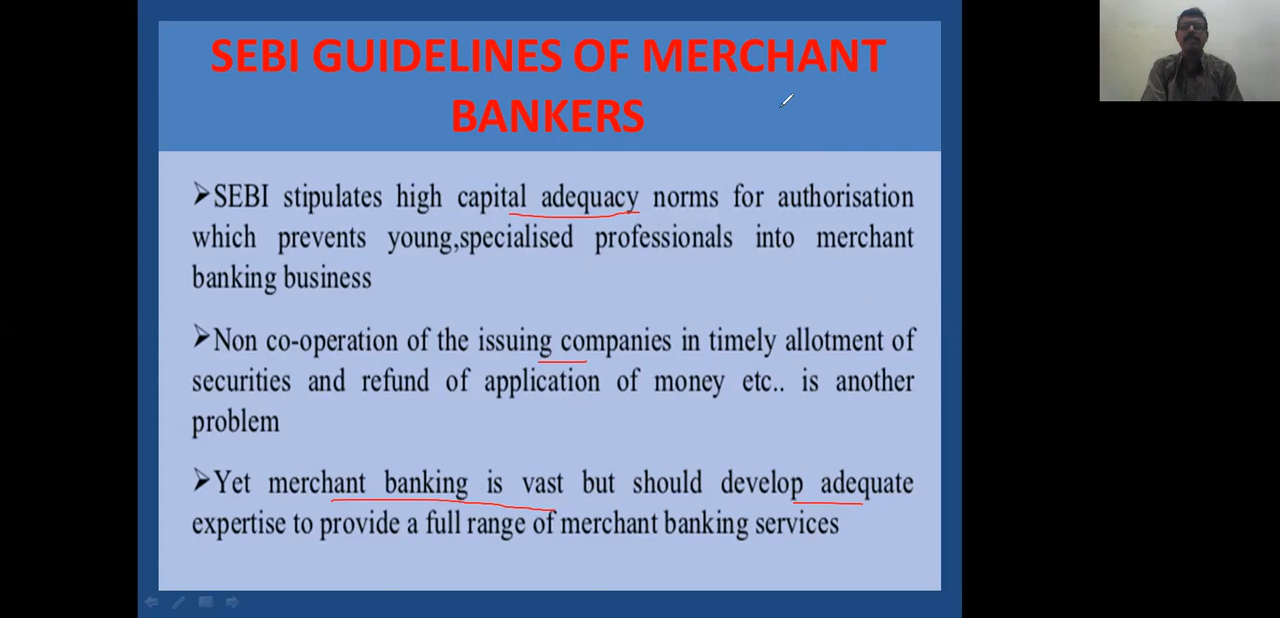 SEBI GUIDELINES OF MERCHANT
BANKERS
➢SEBI stipulates high capital adequacy norms for authorisation
which prevents young,specialised professionals into merchant
banking business
➢Non co-operation of the issuing companies in timely allotment of
securities and refund of application of money etc.. is another
problem
➢Yet merchant banking is vast but should develop adequate
expertise to provide a full range of merchant banking services